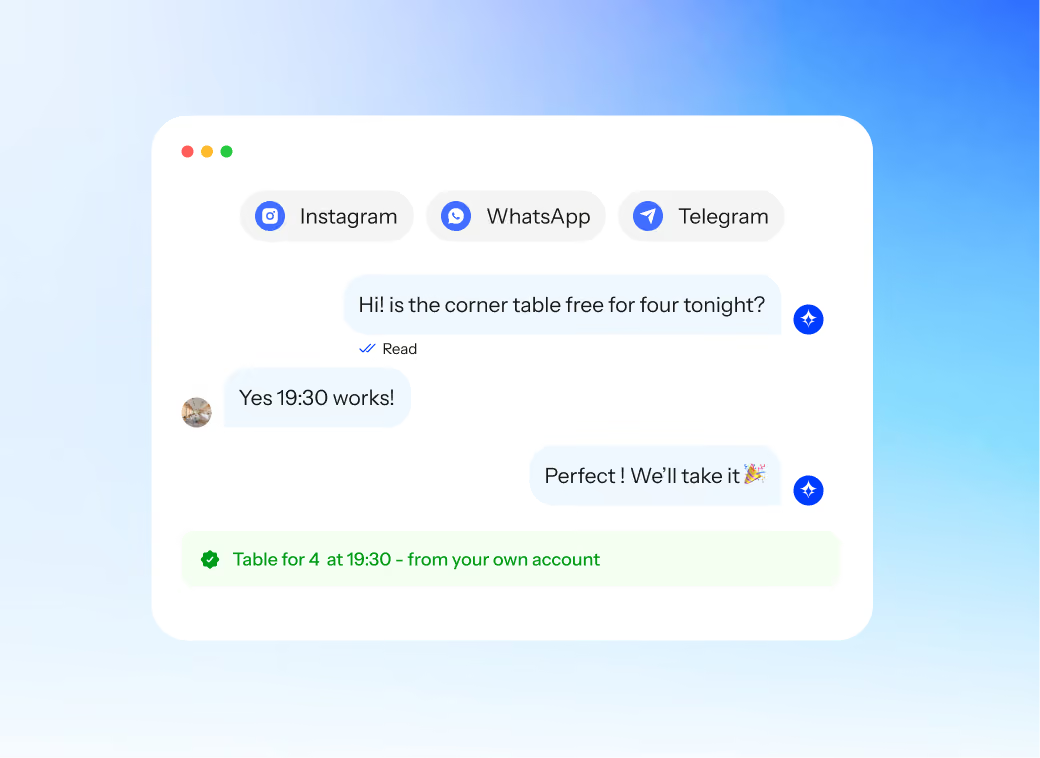 Instagram
WhatsApp
Telegram
Hi! is the corner table free for four tonight?
Read
Yes 19:30 works!
Perfect ! We'll take it🎉
Table for 4 at 19:30 - from your own account